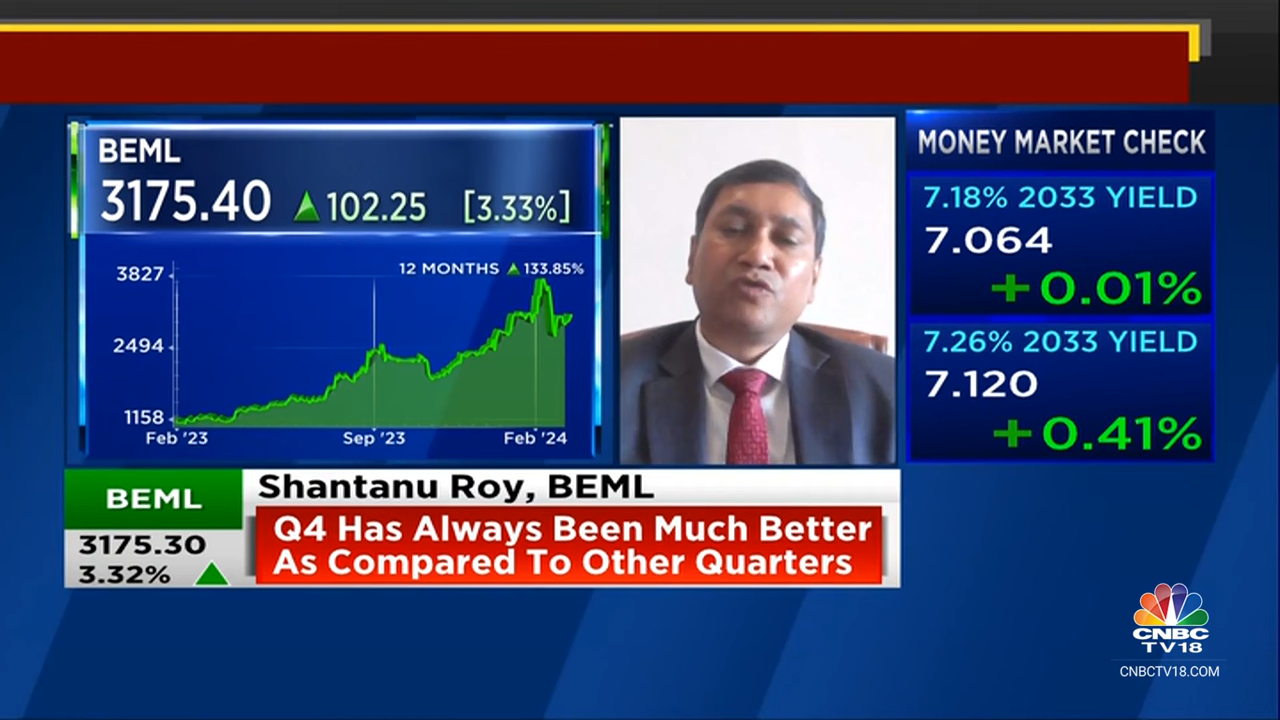 BEML
3175.40 ▲ 102.25 [3.33%]
12 MONTHS ▲ 133.85%
3827
2494
1158
Feb '23 Sep '23 Feb '24
MONEY MARKET CHECK
7.18% 2033 YIELD
7.064
+0.01%
7.26% 2033 YIELD
7.120
+0.41%
BEML
3175.30
3.32% ▲
Shantanu Roy, BEML
Q4 Has Always Been Much Better
As Compared To Other Quarters
CNBC
TV18
CNBCTV18.COM